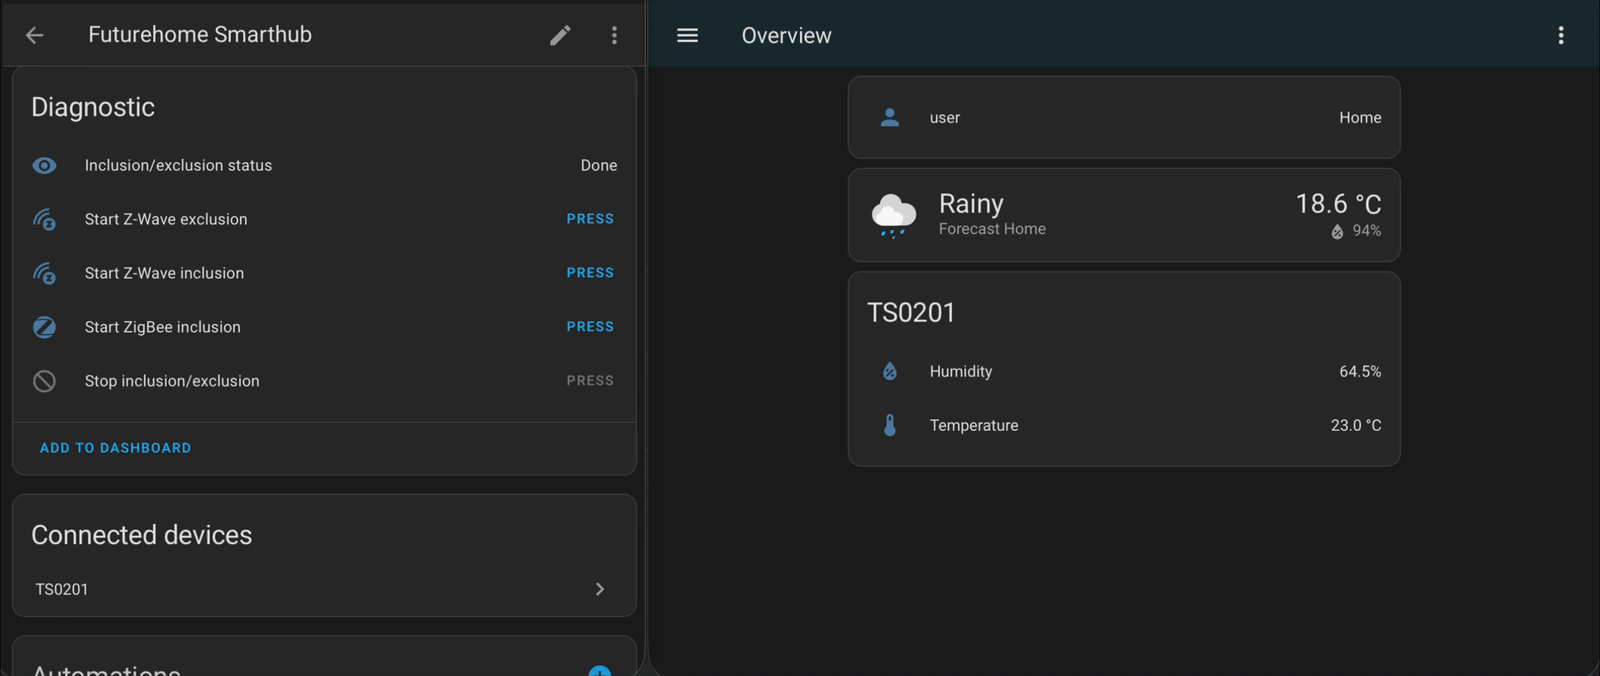 Futurehome Smarthub
Diagnostic
Inclusion/exclusion status Done
Start Z-Wave exclusion PRESS
Start Z-Wave inclusion PRESS
Start ZigBee inclusion PRESS
Stop inclusion/exclusion PRESS
ADD TO DASHBOARD
Connected devices
TS0201
Automations
Overview
user Home
Rainy 18.6 °C
Forecast Home 94%
TS0201
Humidity 64.5%
Temperature 23.0 °C